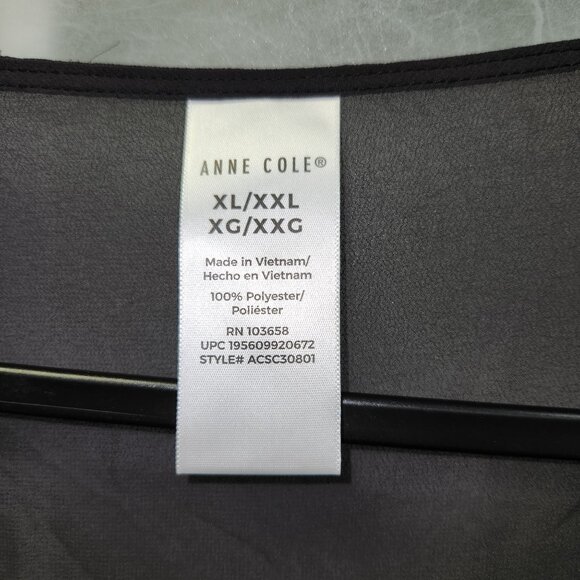 ANNE COLE®
XL/XXL
XG/XXG
Made in Vietnam/
Hecho en Vietnam
100% Polyester/
Poliéster
RN 103658
UPC 195609920672
STYLE# ACSC30801